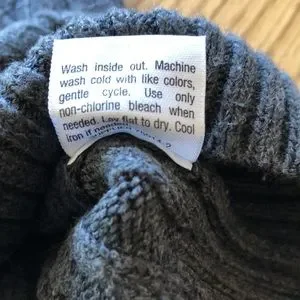 Wash inside out. Machine
wash cold with like colors,
gentle cycle. Use only
non-chlorine bleach when
needed. Lay flat to dry. Cool
iron if needed